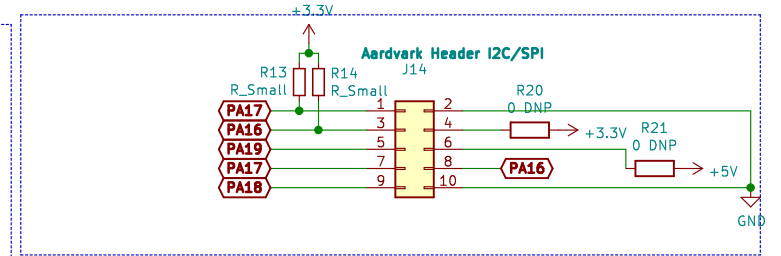 +3.3V
Aardvark Header I2C/SPI
J14
R13
R_Small
R14
R_Small
R20
0 DNP
+3.3V
R21
0 DNP
+5V
PA17 1 2
PA16 3 4
PA19 5 6
PA17 7 8 PA16
PA18 9 10
GND